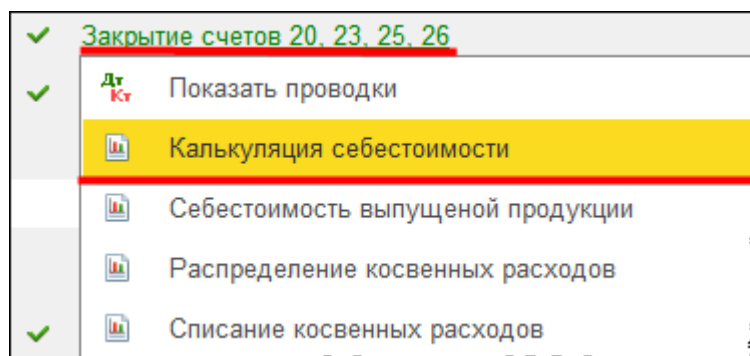 Закрытие счетов 20, 23, 25, 26
Дт Кт Показать проводки
Калькуляция себестоимости
Себестоимость выпущеной продукции
Распределение косвенных расходов
Списание косвенных расходов